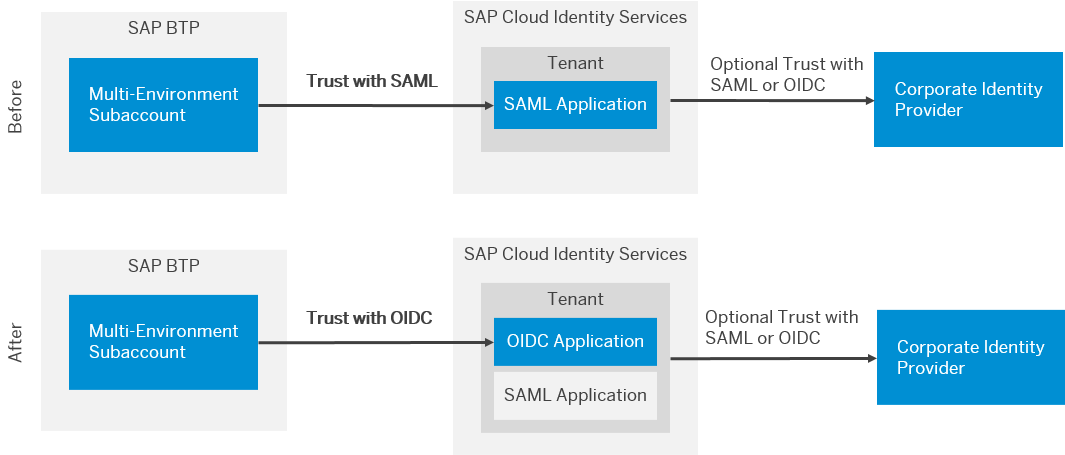 Before
SAP BTP
Multi-Environment
Subaccount
Trust with SAML
SAP Cloud Identity Services
Tenant
SAML Application
Optional Trust with
SAML or OIDC
Corporate Identity
Provider
After
SAP BTP
Multi-Environment
Subaccount
Trust with OIDC
SAP Cloud Identity Services
Tenant
OIDC Application
SAML Application
Optional Trust with
SAML or OIDC
Corporate Identity
Provider